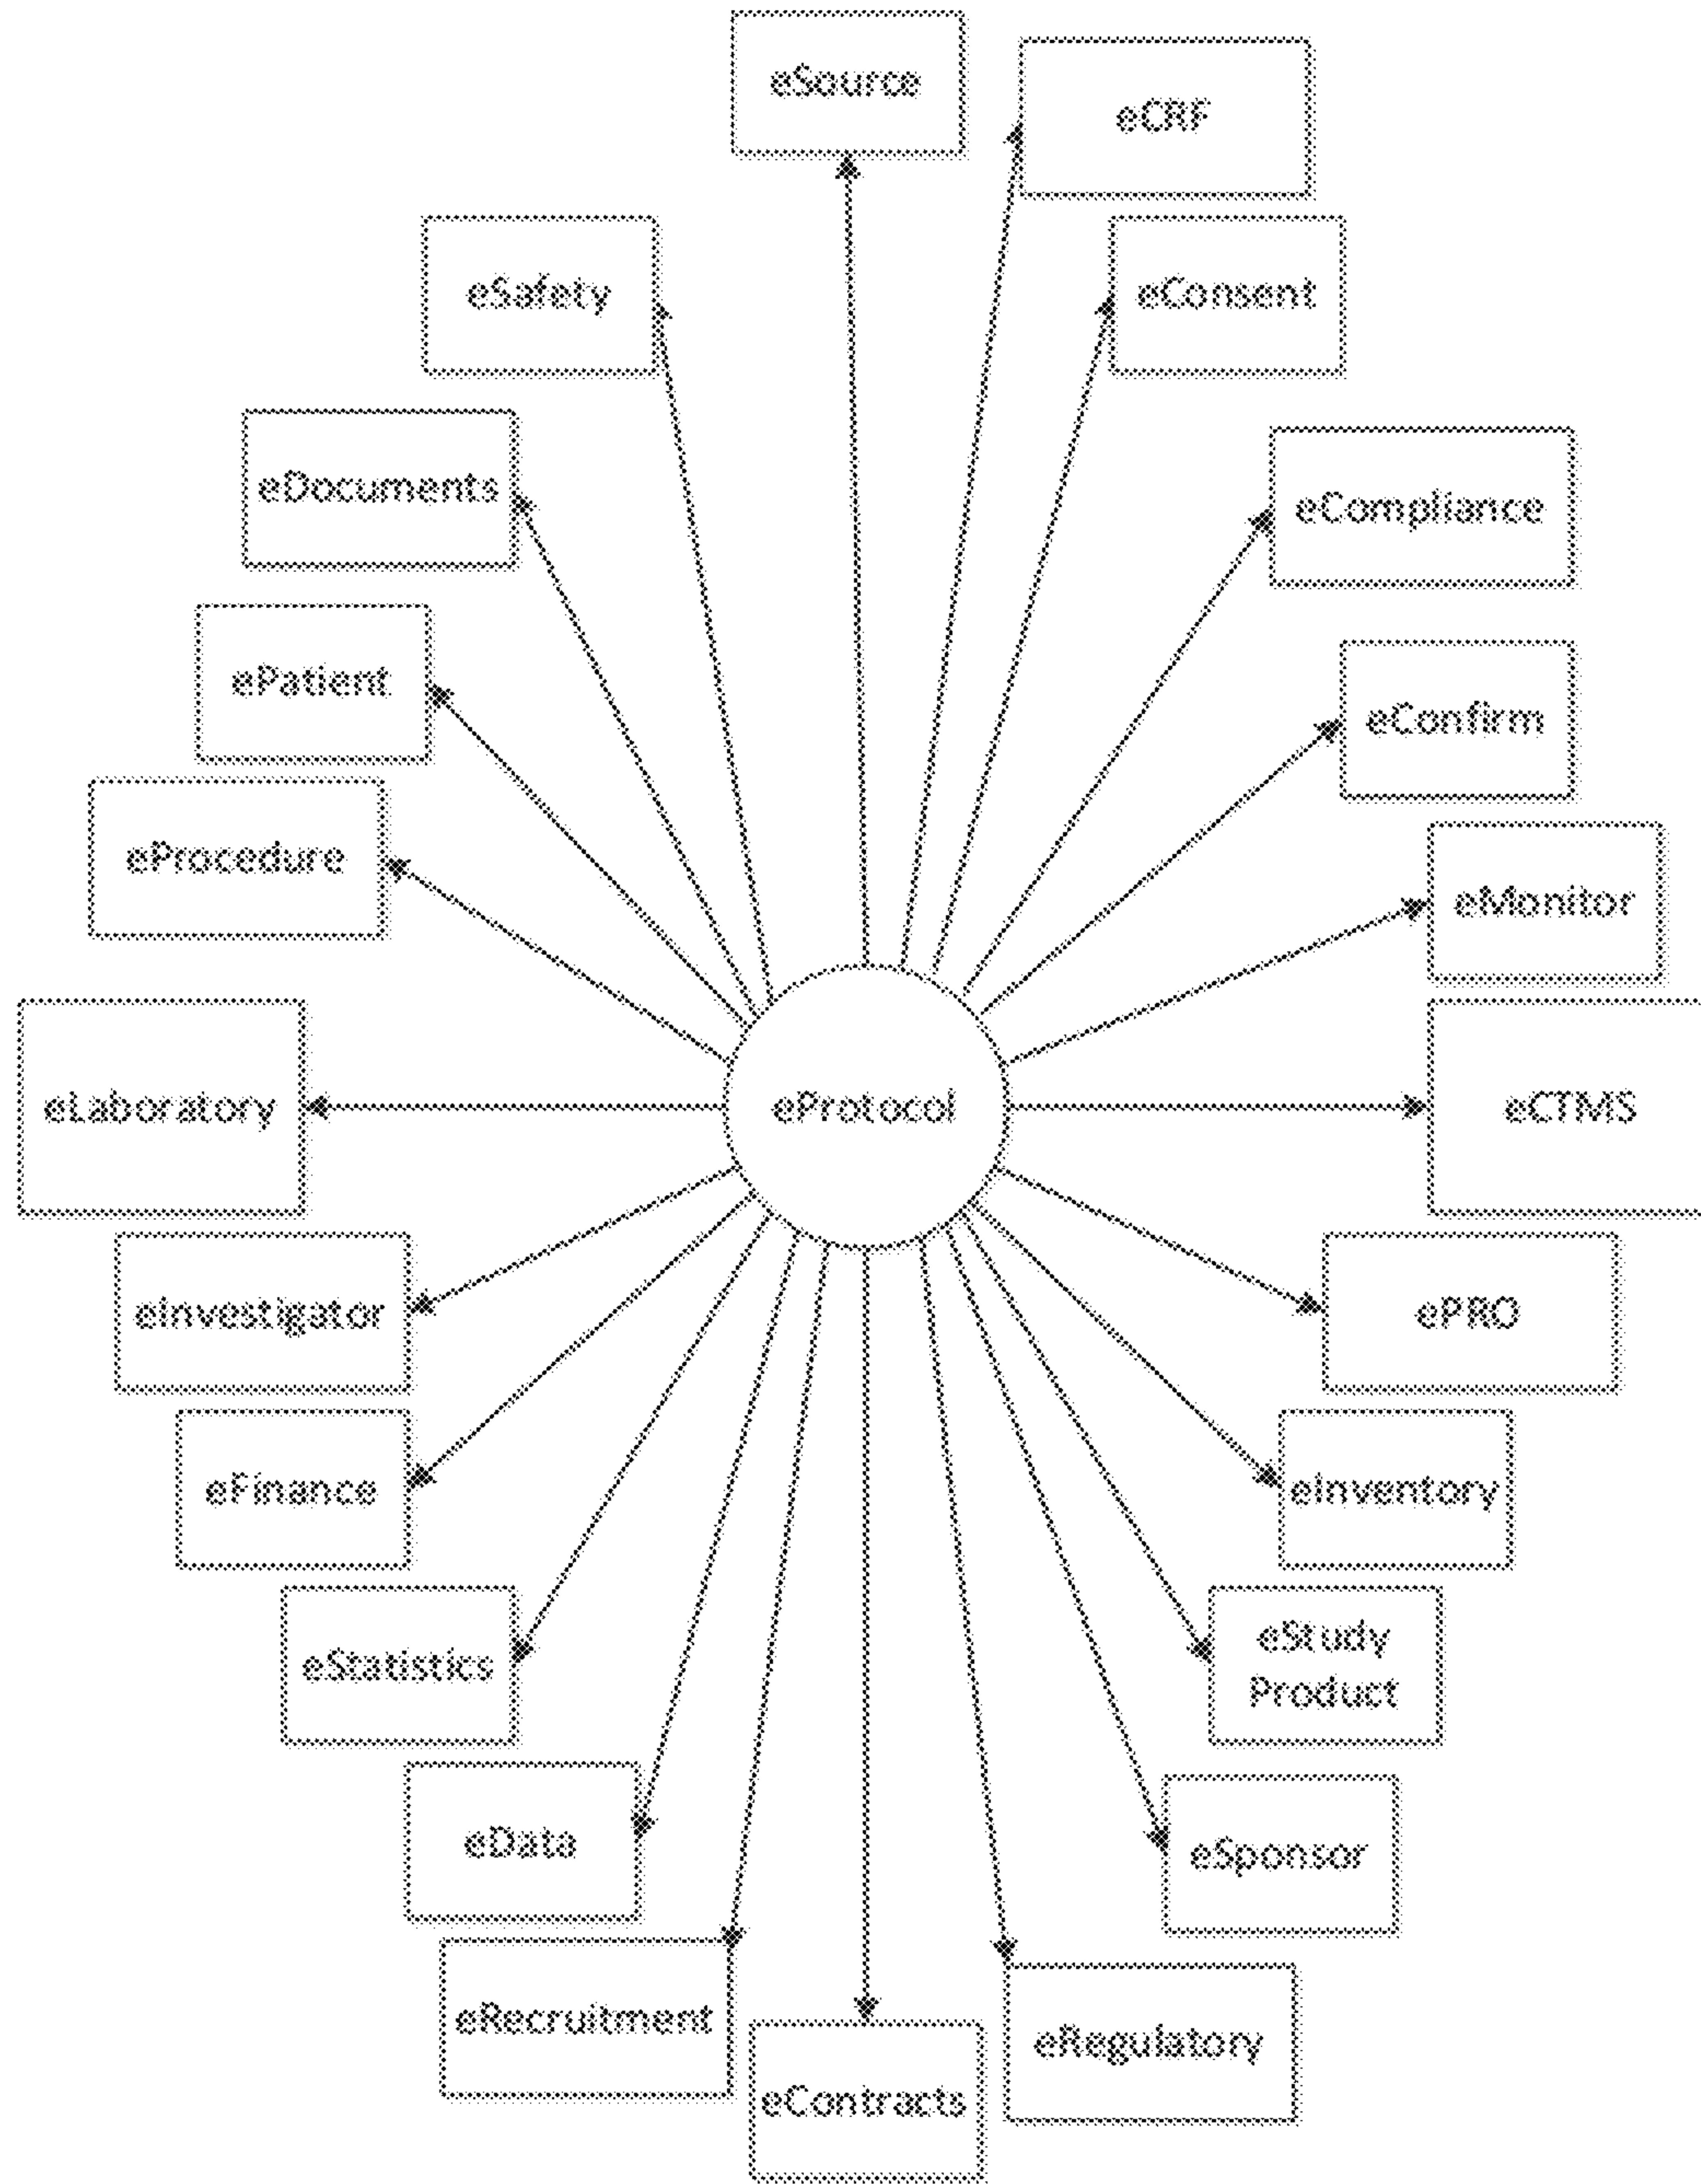 eSource
eCRF
eSafety
eConsent
eDocuments
eCompliance
ePatient
eConfirm
eProcedure
eMonitor
eLaboratory
eProtocol
eCTMS
eInvestigator
ePRO
eFinance
eInventory
eStatistics
eStudy
Product
eData
eSponsor
eRecruitment
eRegulatory
eContracts